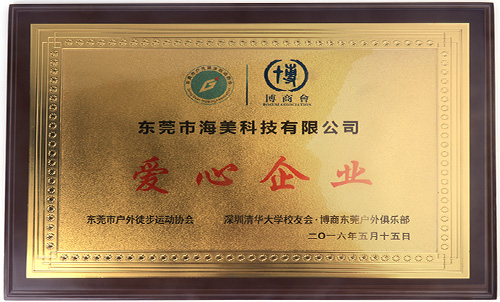 博
博商會
BOSUM ASSOCIATION
东莞市海美科技有限公司
爱心企业
东莞市户外徒步运动协会 深圳清华大学校友会·博商东莞户外俱乐部
二〇一六年五月十五日